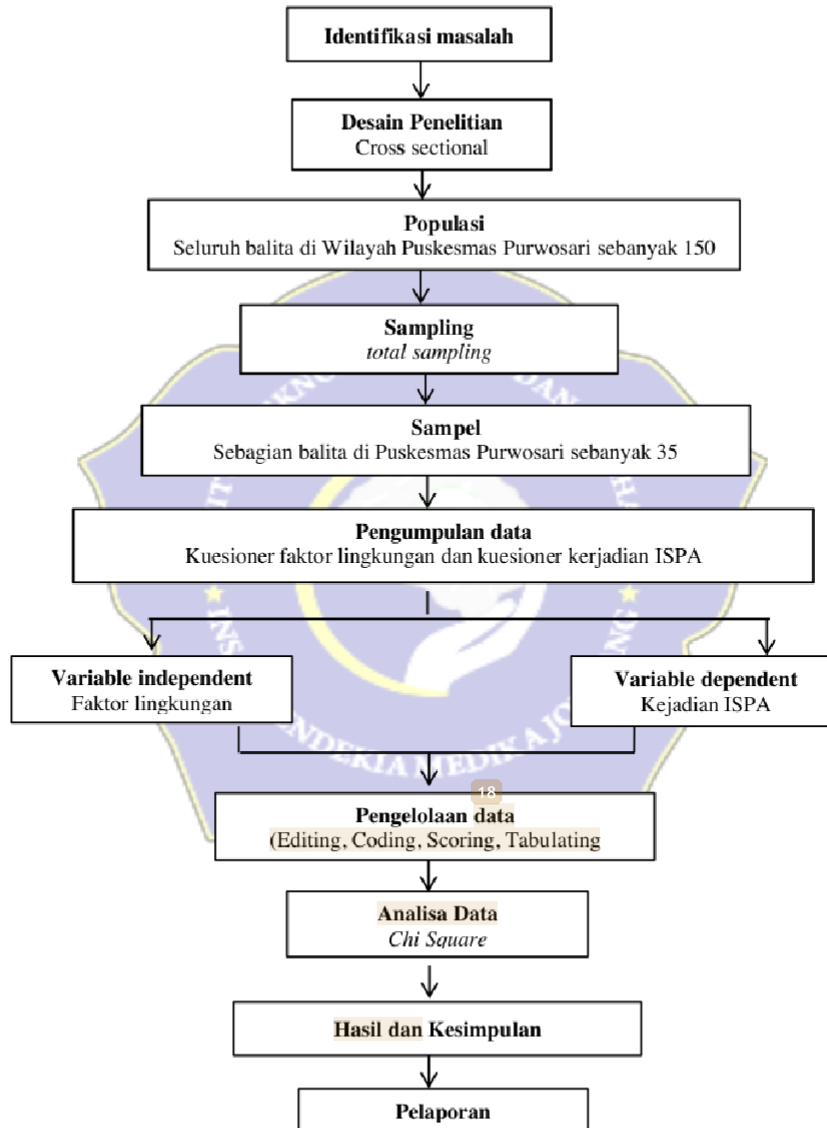 Identifikasi masalah
Desain Penelitian
Cross sectional
Populasi
Seluruh balita di Wilayah Puskesmas Purwosari sebanyak 150
Sampling
total sampling
Sampel
Sebagian balita di Puskesmas Purwosari sebanyak 35
Pengumpulan data
Kuesioner faktor lingkungan dan kuesioner kerjadian ISPA
Variable independent
Faktor lingkungan
Variable dependent
Kejadian ISPA
18
Pengelolaan data
(Editing, Coding, Scoring, Tabulating
Analisa Data
Chi Square
Hasil dan Kesimpulan
Pelaporan